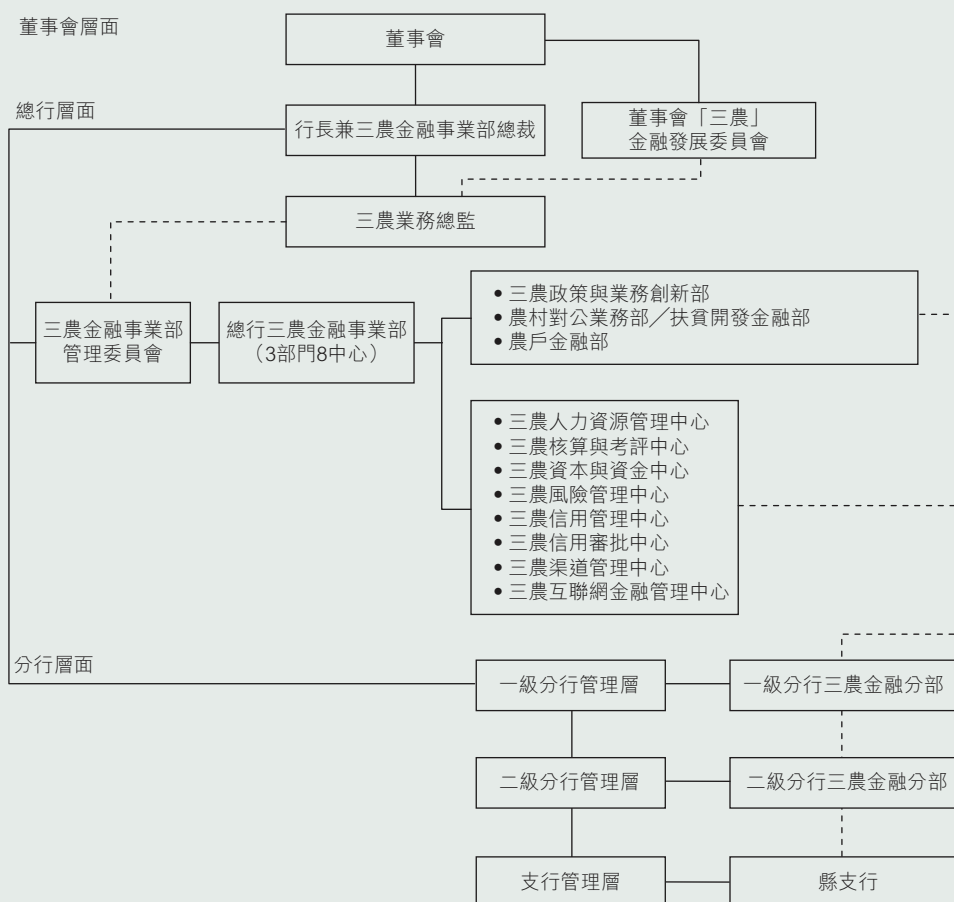 董事會層面
董事會
總行層面
行長兼三農金融事業部總裁
董事會「三農」
金融發展委員會
三農業務總監
三農金融事業部
管理委員會
總行三農金融事業部
（3部門8中心）
• 三農政策與業務創新部
• 農村對公業務部／扶貧開發金融部
• 農戶金融部
• 三農人力資源管理中心
• 三農核算與考評中心
• 三農資本與資金中心
• 三農風險管理中心
• 三農信用管理中心
• 三農信用審批中心
• 三農渠道管理中心
• 三農互聯網金融管理中心
分行層面
一級分行管理層
一級分行三農金融分部
二級分行管理層
二級分行三農金融分部
支行管理層
縣支行